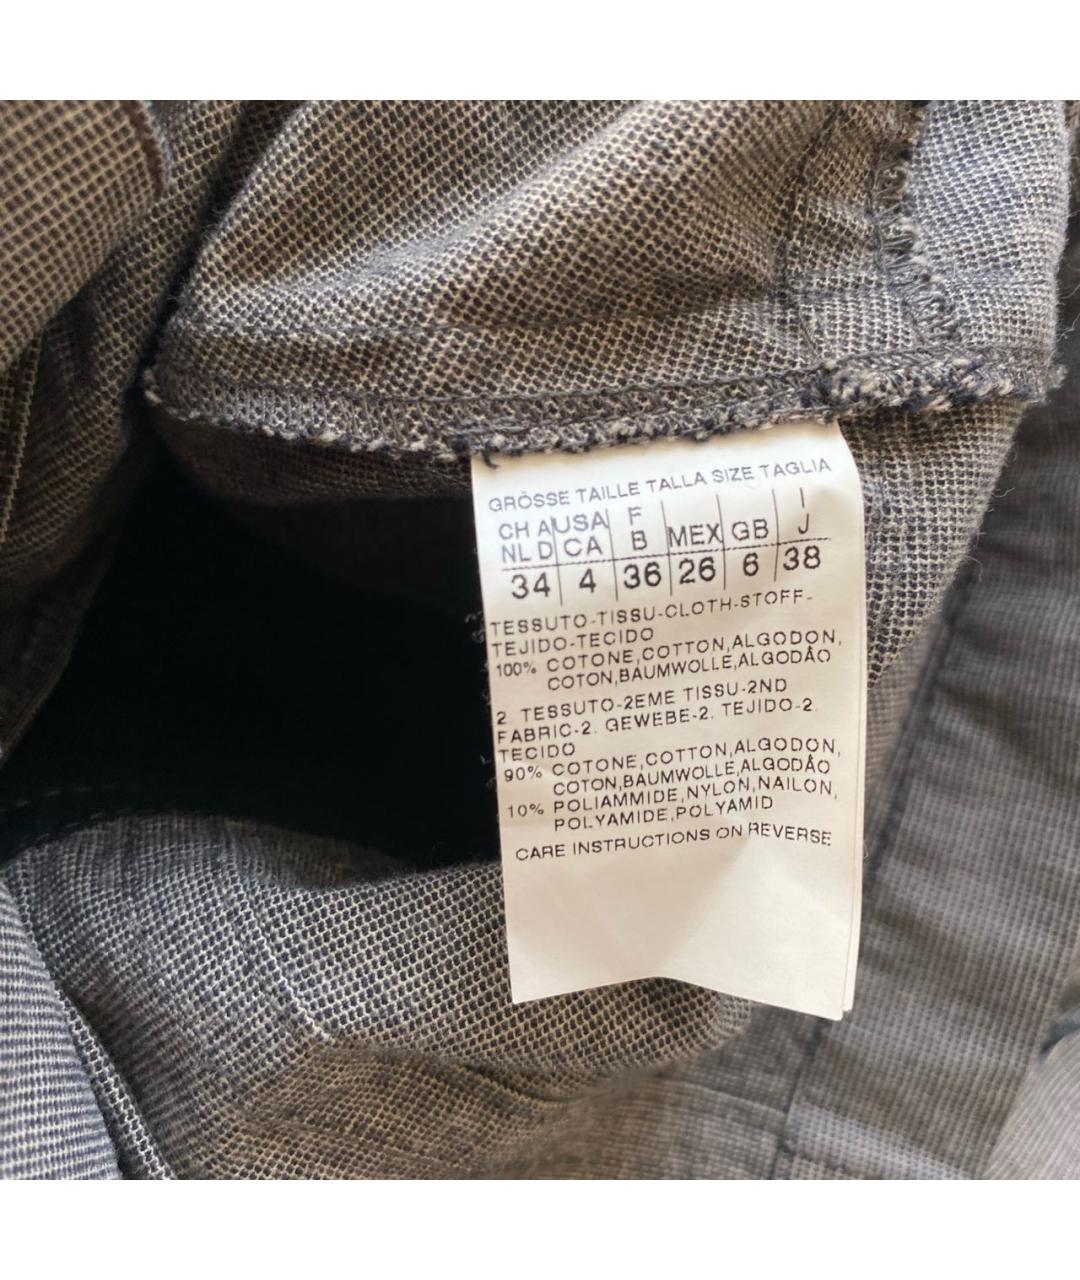 GRÖSSE TAILLE TALLA SIZE TAGLIA
CH A USA F MEX GB I
NL D CA B J
34 4 36 26 6 38
TESSUTO-TISSU-CLOTH-STOFF-
TEJIDO-TECIDO
100% COTONE,COTTON,ALGODON,
COTON,BAUMWOLLE,ALGODÃO
2. TESSUTO-2EME TISSU-2ND
FABRIC-2. GEWEBE-2. TEJIDO-2.
TECIDO
90% COTONE,COTTON,ALGODON,
COTON,BAUMWOLLE,ALGODÃO
10% POLIAMMIDE,NYLON,NAILON,
POLYAMIDE,POLYAMID
CARE INSTRUCTIONS ON REVERSE